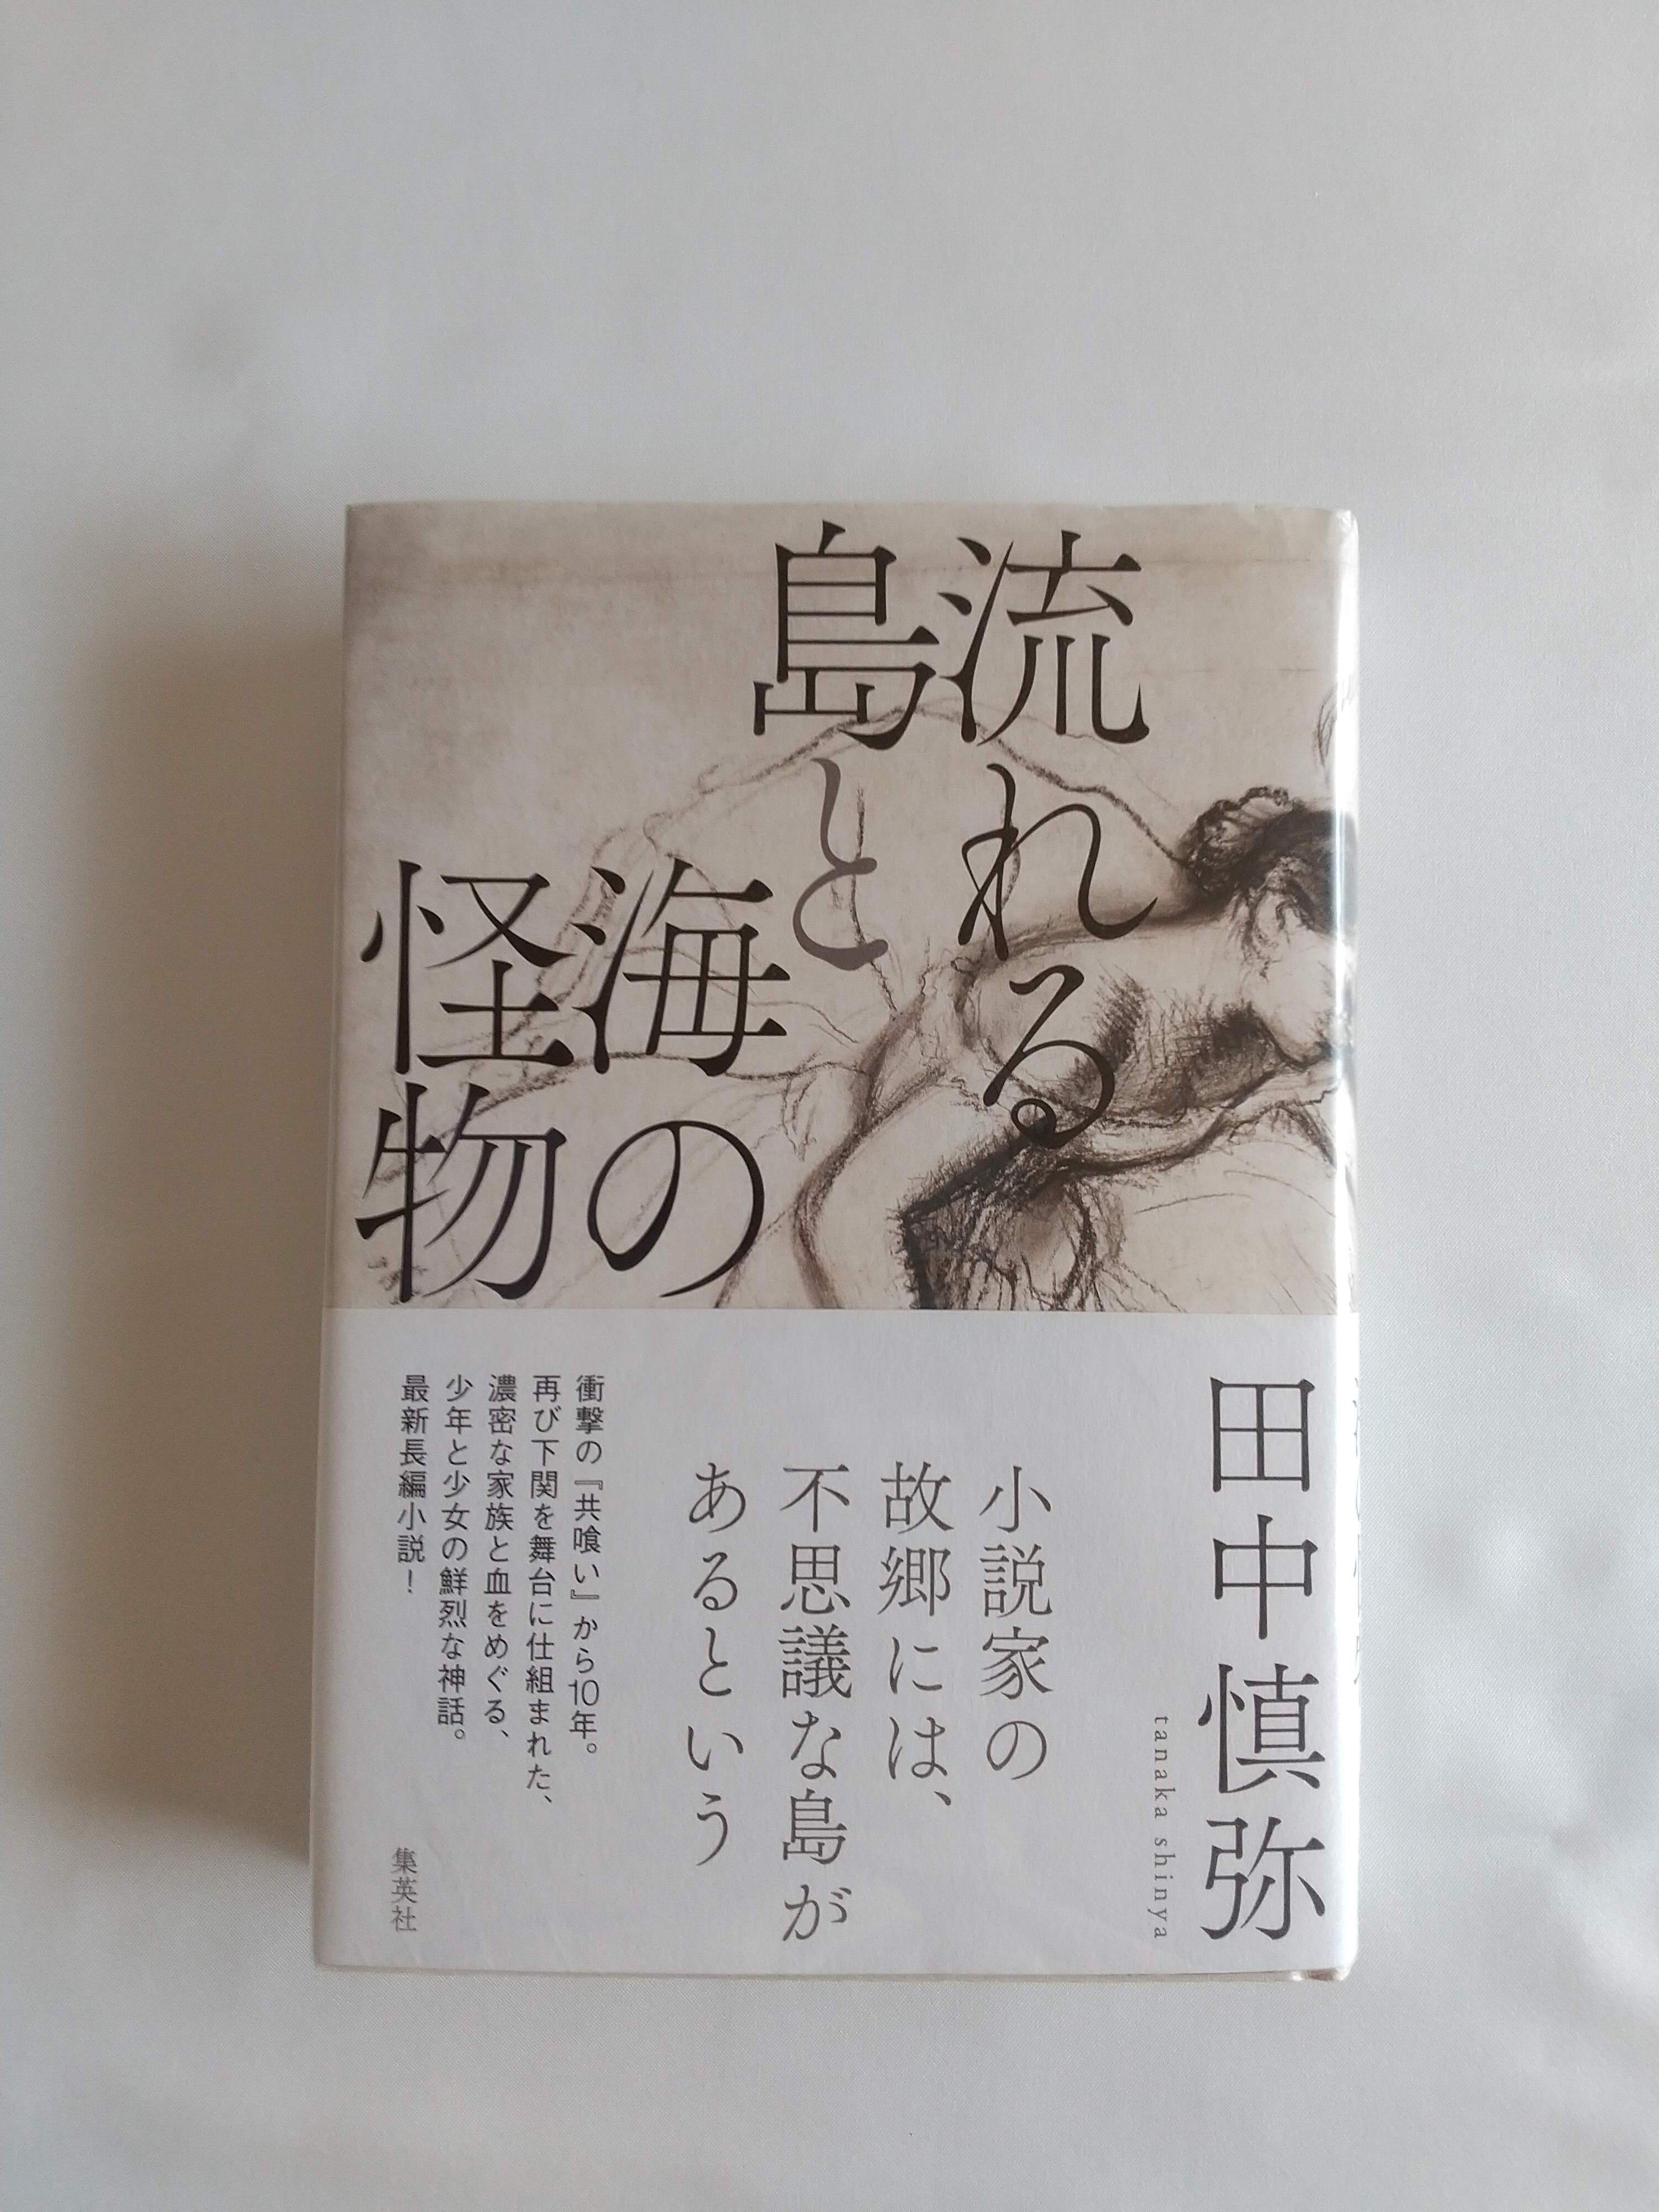 流れる
島と
海の
怪物
田中慎弥
tanaka shinya
小説家の
故郷には、
不思議な島が
あるという
衝撃の『共喰い』から10年。
再び下関を舞台に仕組まれた、
濃密な家族と血をめぐる、
少年と少女の鮮烈な神話。
最新長編小説！
集英社